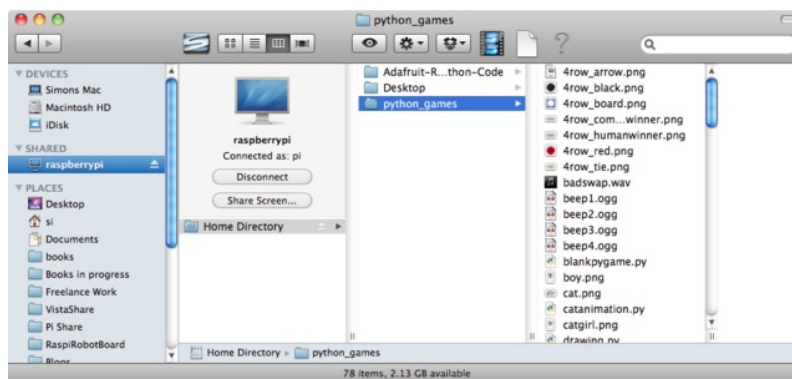 python_games
DEVICES
Simons Mac
Macintosh HD
iDisk
SHARED
raspberrypi
PLACES
Desktop
si
Documents
books
Books in progress
Freelance Work
VistaShare
Pi Share
RaspiRobotBoard
Blogs
raspberrypi
Connected as: pi
Disconnect
Share Screen...
Home Directory
Adafruit-R...thon-Code
Desktop
python_games
4row_arrow.png
4row_black.png
4row_board.png
4row_com...winner.png
4row_humanwinner.png
4row_red.png
4row_tie.png
badswap.wav
beep1.ogg
beep2.ogg
beep3.ogg
beep4.ogg
blankpygame.py
boy.png
cat.png
catanimation.py
catgirl.png
drawing.py
Home Directory
python_games
78 items, 2.13 GB available